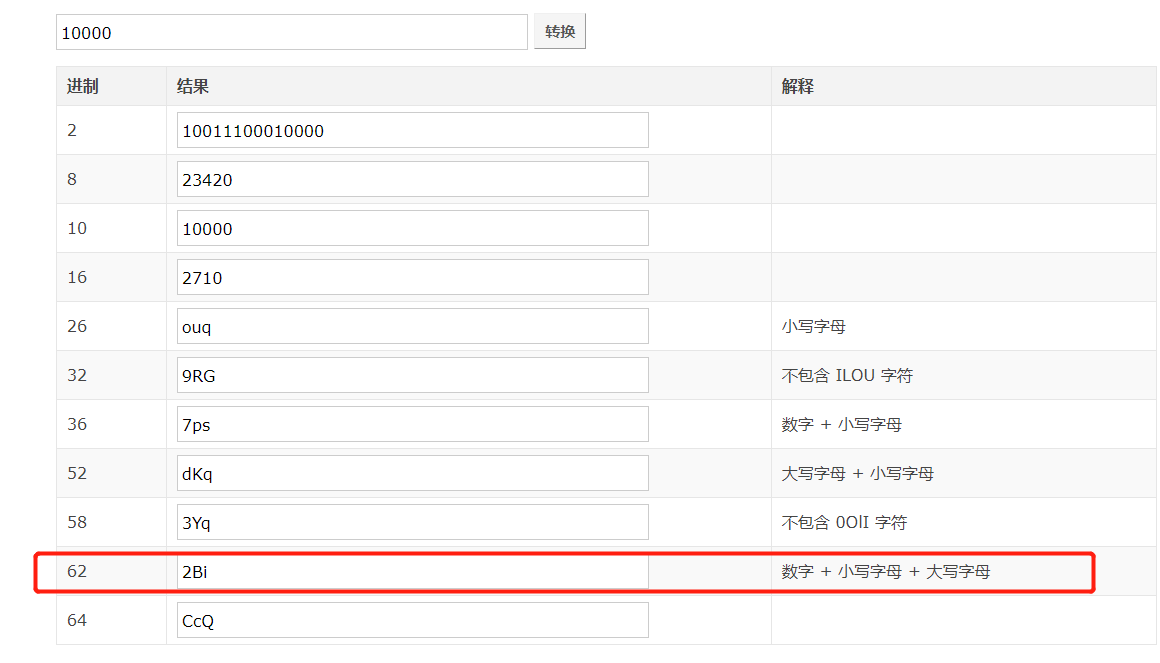 10000 转换
进制 结果 解释
2 10011100010000
8 23420
10 10000
16 2710
26 ouq 小写字母
32 9RG 不包含 ILOU 字符
36 7ps 数字 + 小写字母
52 dKq 大写字母 + 小写字母
58 3Yq 不包含 0OlI 字符
62 2Bi 数字 + 小写字母 + 大写字母
64 CcQ